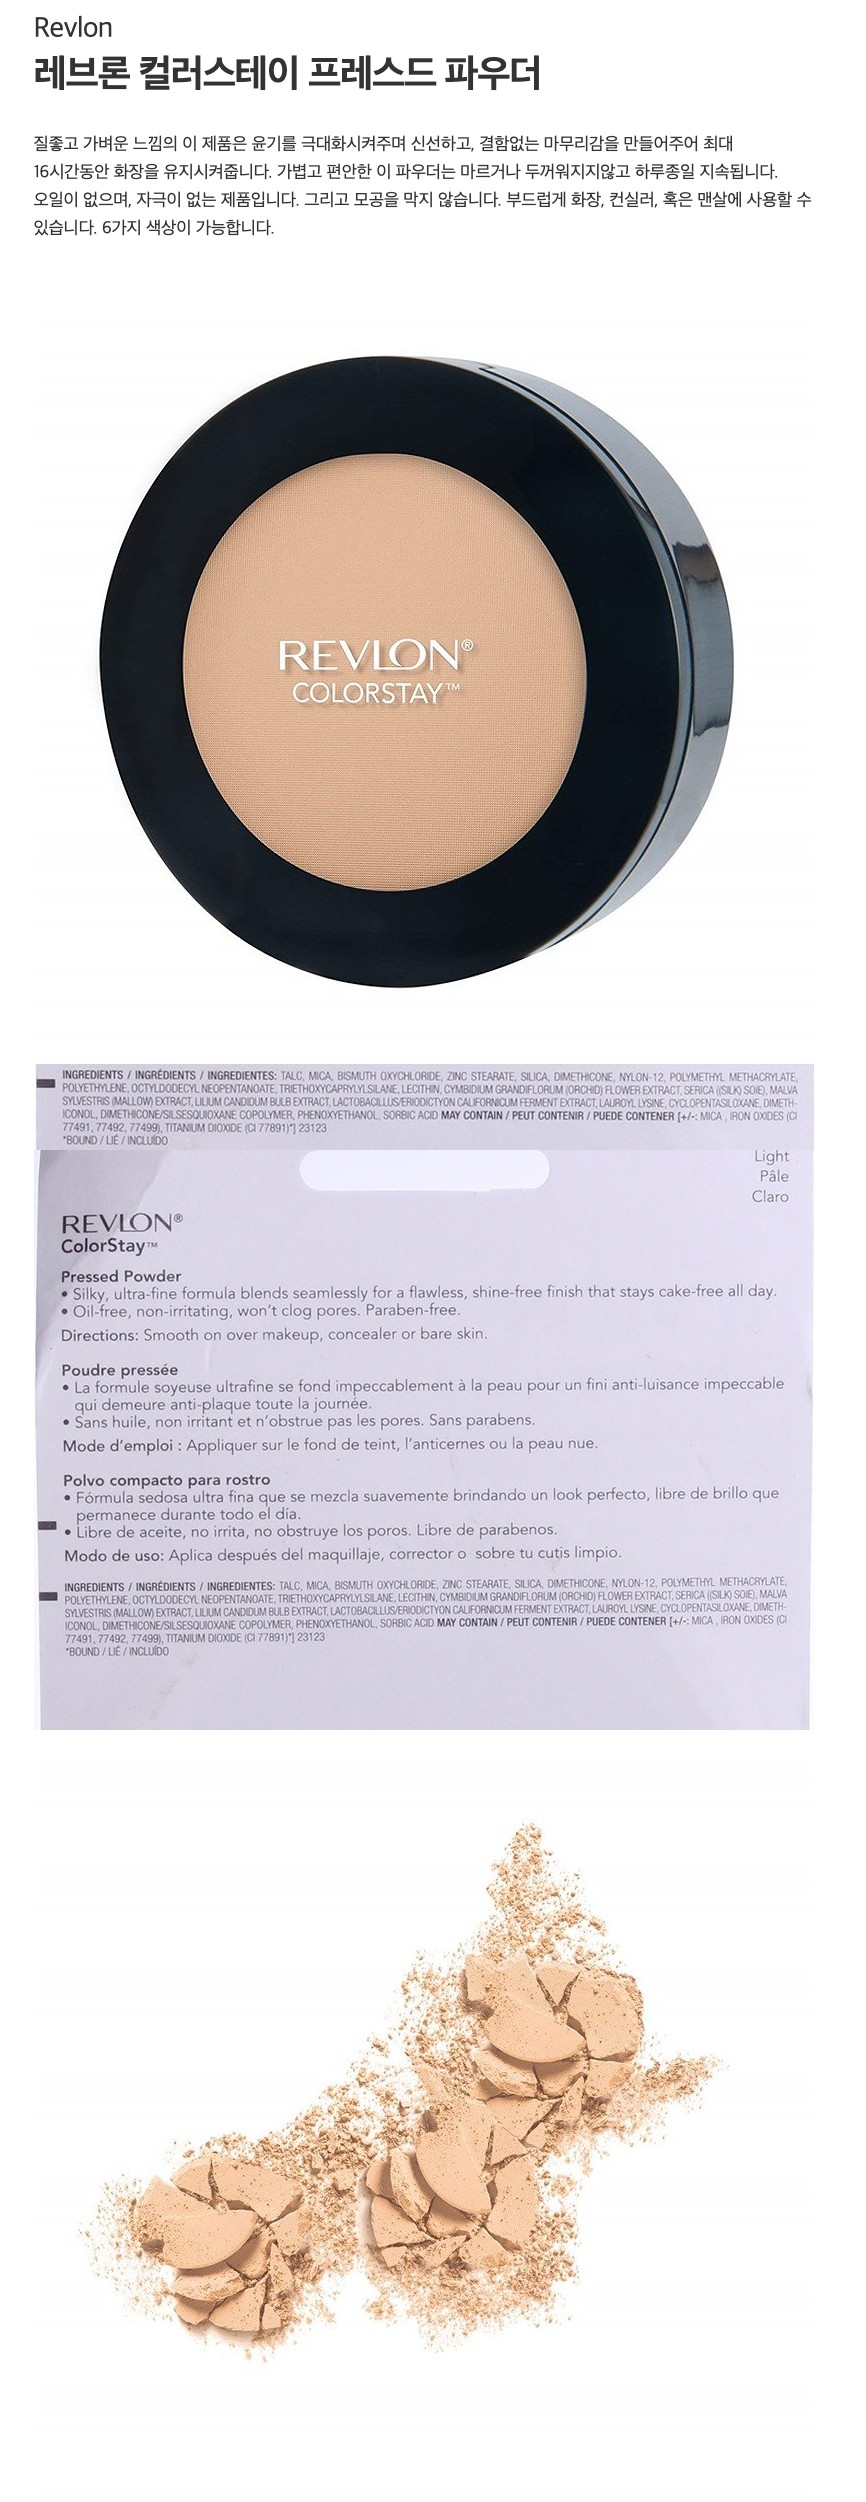 Revlon
레브론 컬러스테이 프레스드 파우더
질좋고 가벼운 느낌의 이 제품은 윤기를 극대화시켜주며 신선하고, 결함없는 마무리감을 만들어주어 최대
16시간동안 화장을 유지시켜줍니다. 가볍고 편안한 이 파우더는 마르거나 두꺼워지지않고 하루종일 지속됩니다.
오일이 없으며, 자극이 없는 제품입니다. 그리고 모공을 막지 않습니다. 부드럽게 화장, 컨실러, 혹은 맨살에 사용할 수
있습니다. 6가지 색상이 가능합니다.
REVLON®
COLORSTAY™
INGREDIENTS / INGRÉDIENTS / INGREDIENTES: TALC, MICA, BISMUTH OXYCHLORIDE, ZINC STEARATE, SILICA, DIMETHICONE, NYLON-12, POLYMETHYL METHACRYLATE,
POLYETHYLENE, OCTYLDODECYL NEOPENTANOATE, TRIETHOXYCAPRYLYLSILANE, LECITHIN, CYMBIDIUM GRANDIFLORUM (ORCHID) FLOWER EXTRACT, SERICA ((SILK) SOIE), MALVA
SYLVESTRIS (MALLOW) EXTRACT, LILIUM CANDIDUM BULB EXTRACT, LACTOBACILLUS/ERIODICTYON CALIFORNICUM FERMENT EXTRACT, LAUROYL LYSINE, CYCLOPENTASILOXANE, DIMETH-
ICONOL, DIMETHICONE/SILSESQUIOXANE COPOLYMER, PHENOXYETHANOL, SORBIC ACID MAY CONTAIN / PEUT CONTENIR / PUEDE CONTENER [+/-: MICA , IRON OXIDES (CI
77491, 77492, 77499), TITANIUM DIOXIDE (CI 77891)*] 23123
*BOUND / LIÉ / INCLUÍDO
Light
Pâle
Claro
REVLON®
ColorStay™
Pressed Powder
• Silky, ultra-fine formula blends seamlessly for a flawless, shine-free finish that stays cake-free all day.
• Oil-free, non-irritating, won't clog pores. Paraben-free.
Directions: Smooth on over makeup, concealer or bare skin.
Poudre pressée
• La formule soyeuse ultrafine se fond impeccablement à la peau pour un fini anti-luisance impeccable
qui demeure anti-plaque toute la journée.
• Sans huile, non irritant et n'obstrue pas les pores. Sans parabens.
Mode d'emploi : Appliquer sur le fond de teint, l'anticernes ou la peau nue.
Polvo compacto para rostro
• Fórmula sedosa ultra fina que se mezcla suavemente brindando un look perfecto, libre de brillo que
permanece durante todo el día.
• Libre de aceite, no irrita, no obstruye los poros. Libre de parabenos.
Modo de uso: Aplica después del maquillaje, corrector o sobre tu cutis limpio.
INGREDIENTS / INGRÉDIENTS / INGREDIENTES: TALC, MICA, BISMUTH OXYCHLORIDE, ZINC STEARATE, SILICA, DIMETHICONE, NYLON-12, POLYMETHYL METHACRYLATE,
POLYETHYLENE, OCTYLDODECYL NEOPENTANOATE, TRIETHOXYCAPRYLYLSILANE, LECITHIN, CYMBIDIUM GRANDIFLORUM (ORCHID) FLOWER EXTRACT, SERICA ((SILK) SOIE), MALVA
SYLVESTRIS (MALLOW) EXTRACT, LILIUM CANDIDUM BULB EXTRACT, LACTOBACILLUS/ERIODICTYON CALIFORNICUM FERMENT EXTRACT, LAUROYL LYSINE, CYCLOPENTASILOXANE, DIMETH-
ICONOL, DIMETHICONE/SILSESQUIOXANE COPOLYMER, PHENOXYETHANOL, SORBIC ACID MAY CONTAIN / PEUT CONTENIR / PUEDE CONTENER [+/-: MICA , IRON OXIDES (CI
77491, 77492, 77499), TITANIUM DIOXIDE (CI 77891)*] 23123
*BOUND / LIÉ / INCLUÍDO